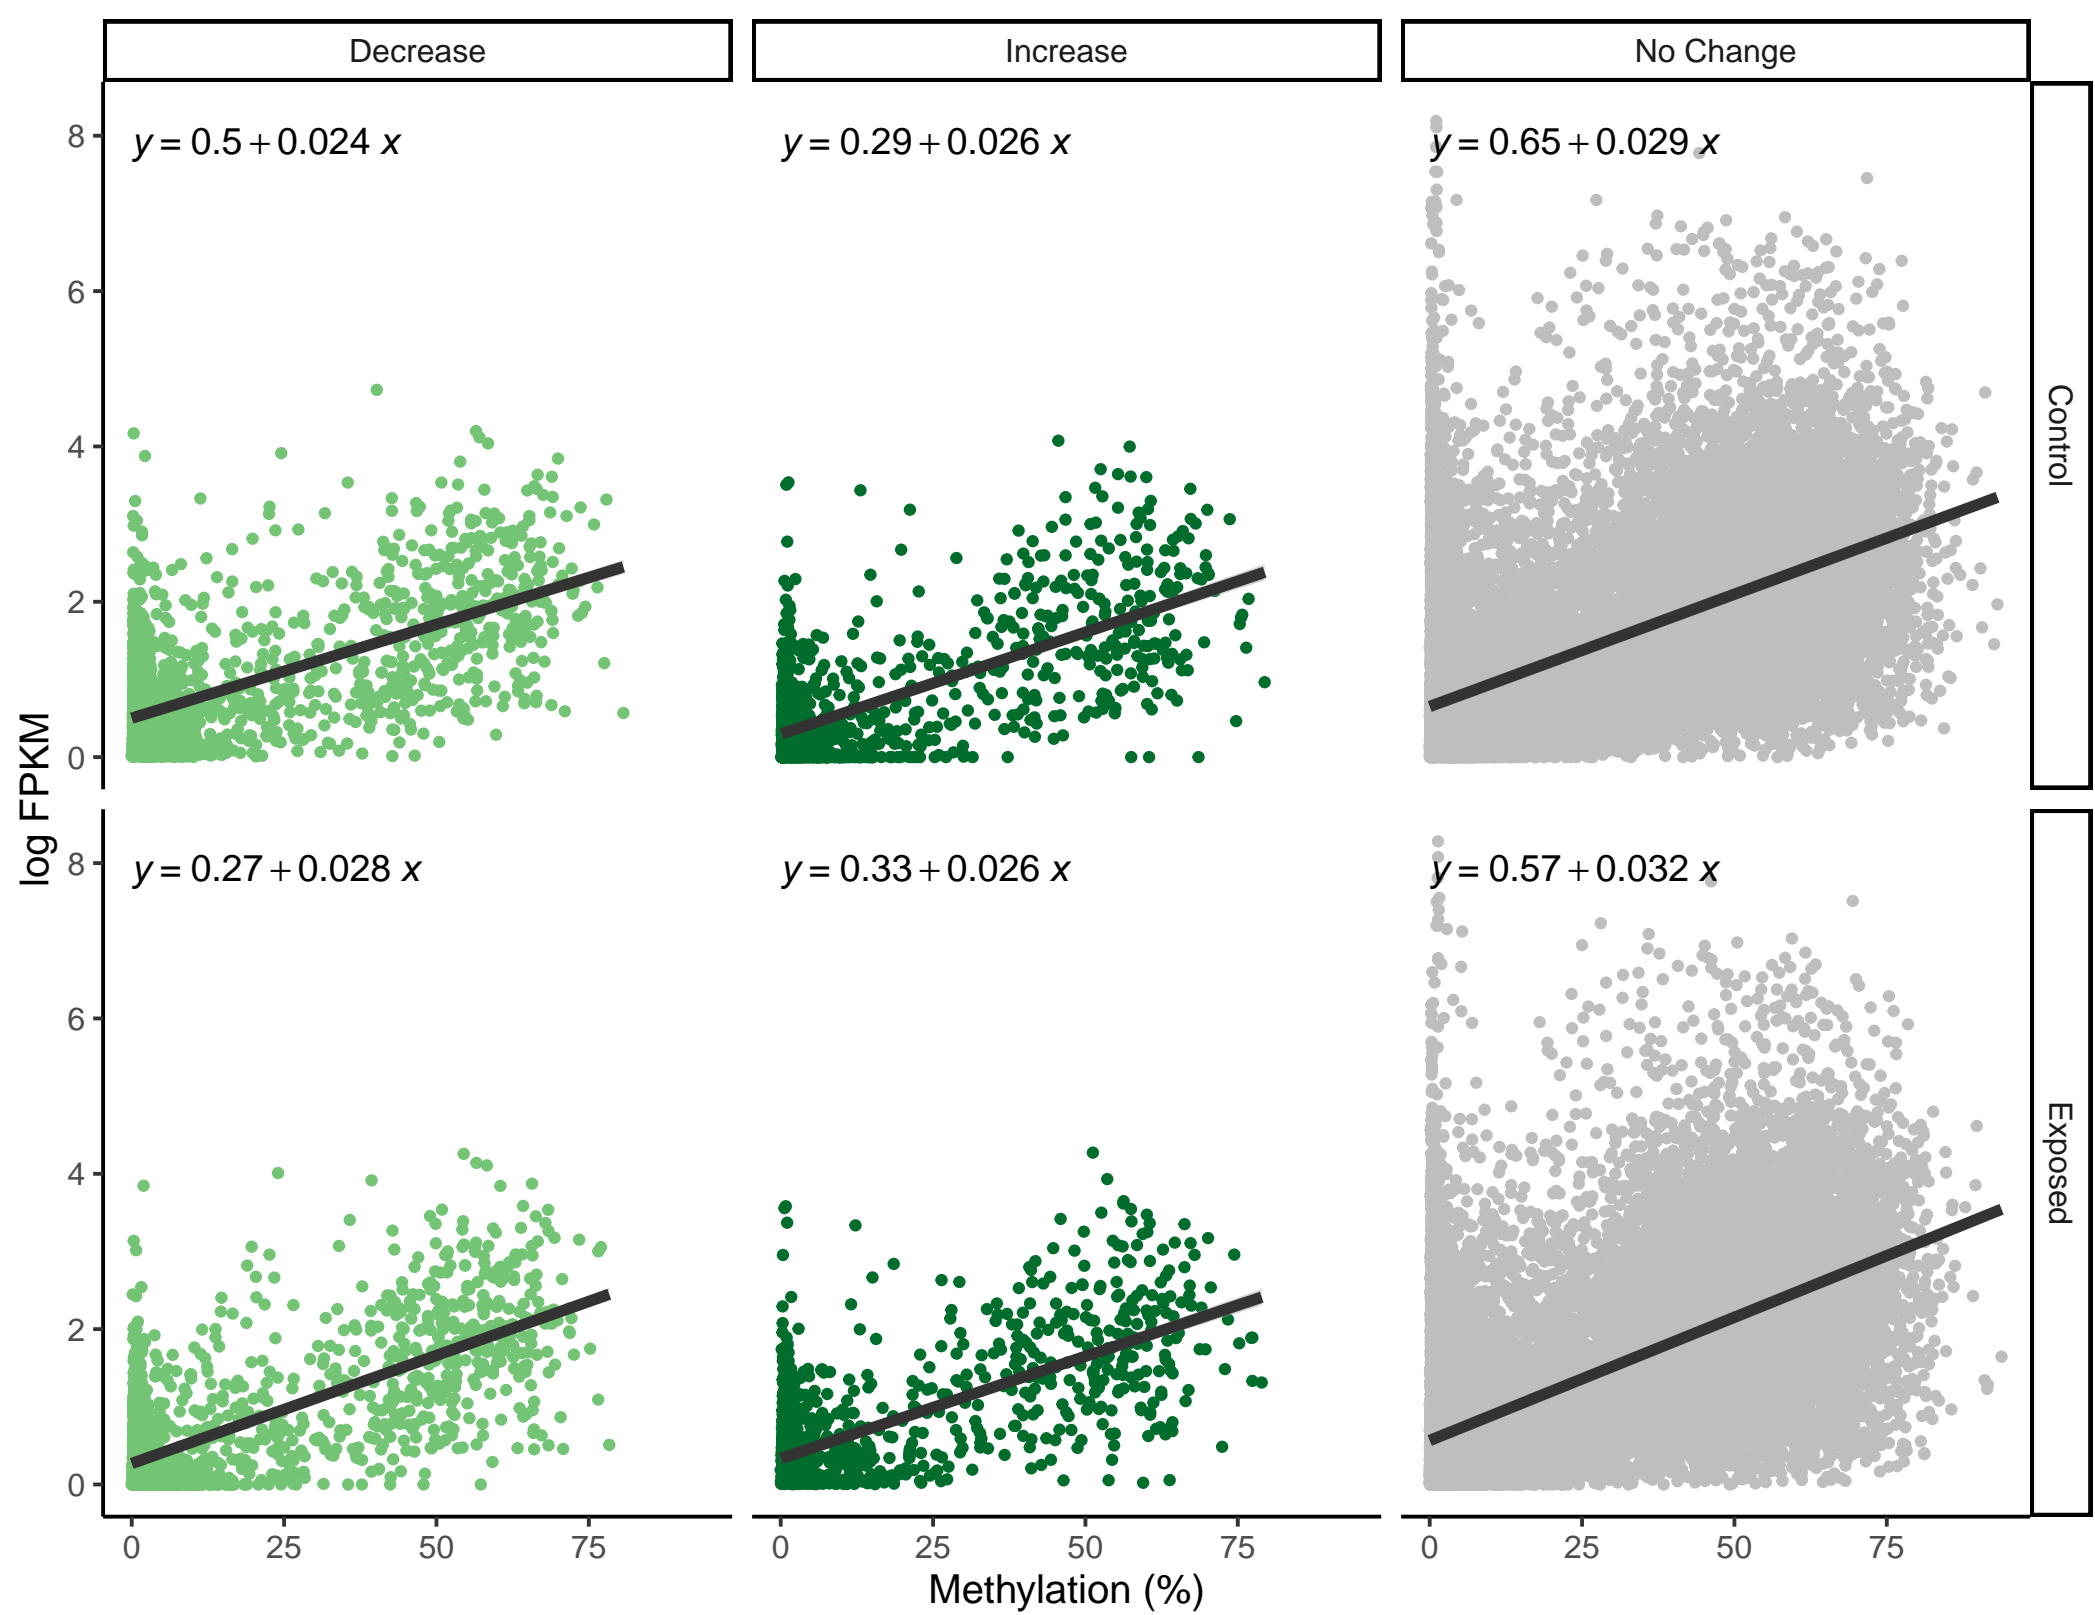 Decrease
Increase
No Change
y = 0.5 + 0.024 x
y = 0.29 + 0.026 x
y = 0.65 + 0.029 x
8
6
4
2
0
Control
log FPKM
y = 0.27 + 0.028 x
y = 0.33 + 0.026 x
y = 0.57 + 0.032 x
8
6
4
2
0
Exposed
0 25 50 75
0 25 50 75
0 25 50 75
Methylation (%)